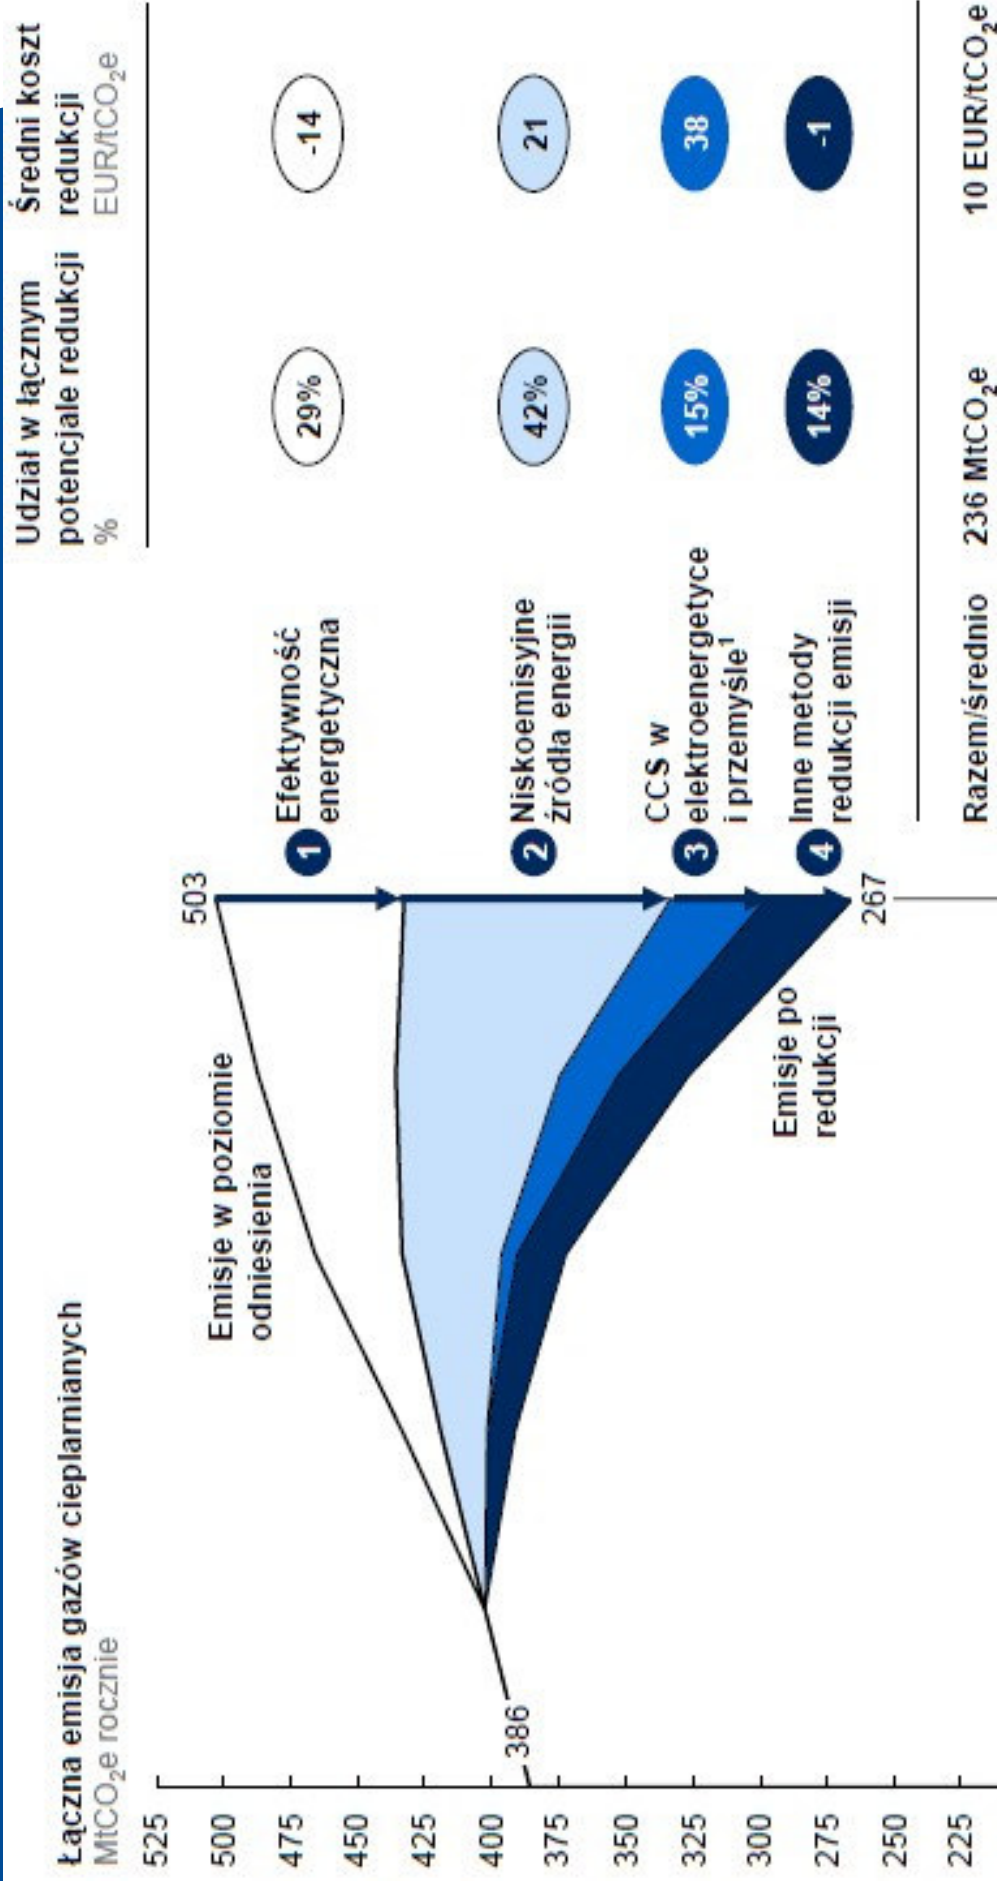 Łączna emisja gazów cieplarnianych
MtCO₂e rocznie
Udział w łącznym
potencjale redukcji
%
Średni koszt
redukcji
EUR/tCO₂e
525
500
475
450
425
400
375
350
325
300
275
250
225
386
503
267
Emisje w poziomie
odniesienia
Emisje po
redukcji
1 Efektywność
energetyczna
29%
-14
2 Niskoemisyjne
źródła energii
42%
21
CCS w
3 elektroenergetyce
i przemyśle¹
15%
38
4 Inne metody
redukcji emisji
14%
-1
Razem/średnio 236 MtCO₂e 10 EUR/tCO₂e